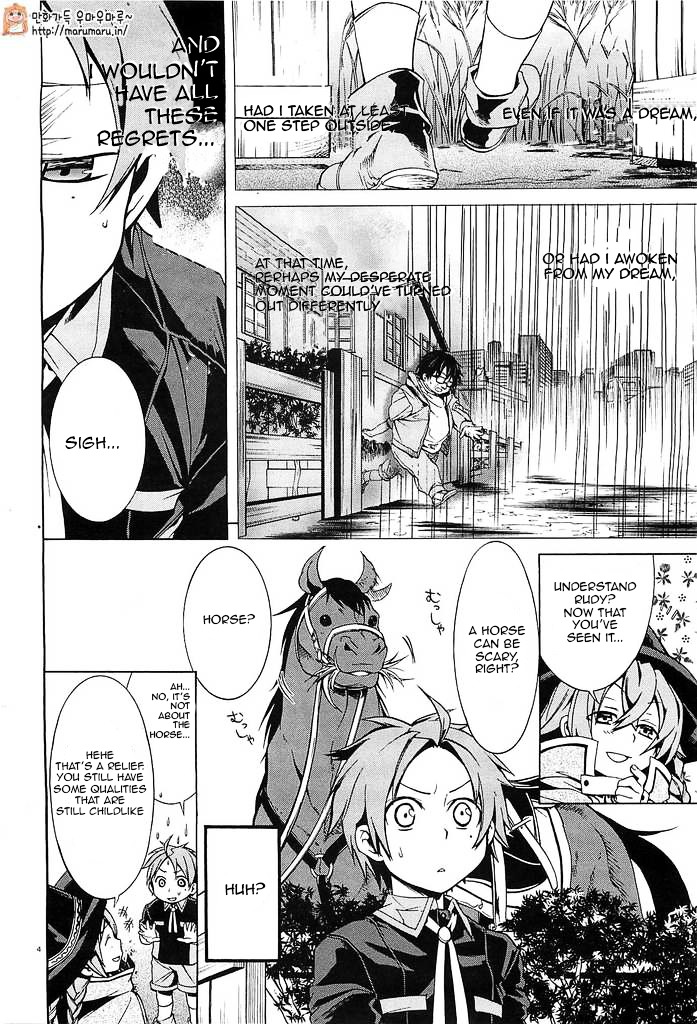 만화가득 우마우마루~
http://marumaru.in/
EVEN IF IT WAS A DREAM,
HAD I TAKEN AT LEAST
ONE STEP OUTSIDE,
OR HAD I AWOKEN
FROM MY DREAM,
AT THAT TIME,
PERHAPS MY DESPERATE
MOMENT COULD'VE TURNED
OUT DIFFERENTLY
AND
I WOULDN'T
HAVE ALL
THESE
REGRETS...
SIGH...
UNDERSTAND
RUDY?
NOW THAT
YOU'VE
SEEN IT...
A HORSE
CAN BE
SCARY,
RIGHT?
むっしゃ
HORSE?
むっしゃ
HUH?
AH...
NO, IT'S
NOT
ABOUT
THE
HORSE...
HEHE
THAT'S A RELIEF.
YOU STILL HAVE
SOME QUALITIES
THAT ARE
STILL CHILDLIKE
4